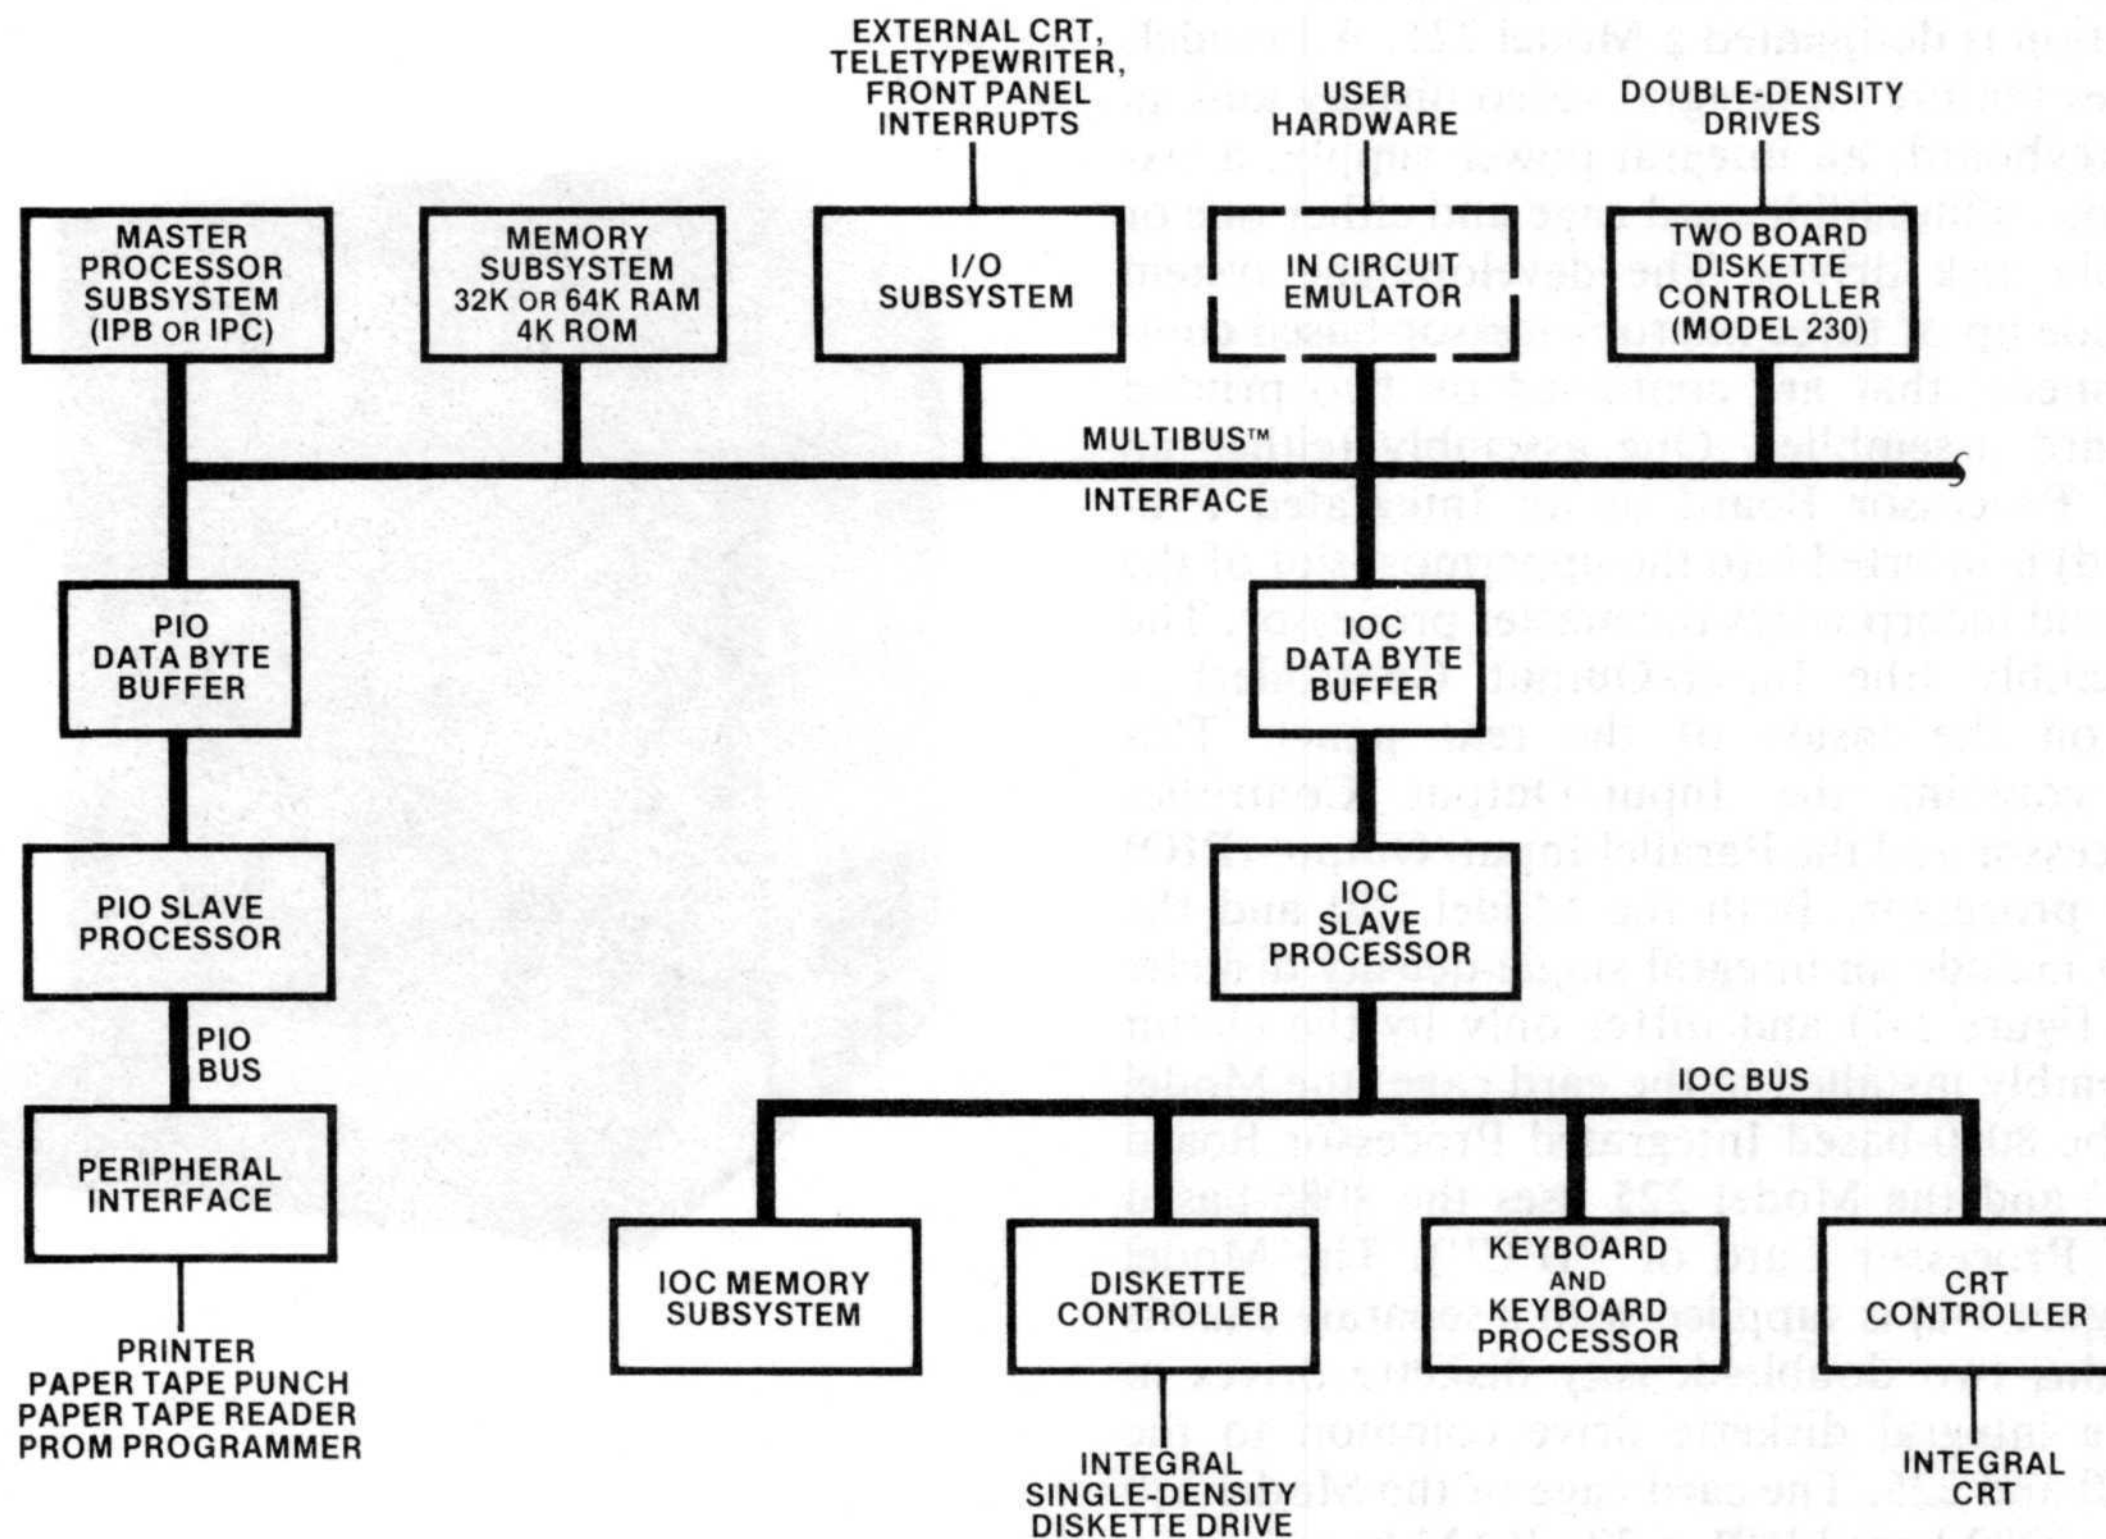 EXTERNAL CRT,
TELETYPEWRITER,
FRONT PANEL
INTERRUPTS
USER
HARDWARE
DOUBLE-DENSITY
DRIVES
MASTER
PROCESSOR
SUBSYSTEM
(IPB OR IPC)
MEMORY
SUBSYSTEM
32K OR 64K RAM
4K ROM
I/O
SUBSYSTEM
IN CIRCUIT
EMULATOR
TWO BOARD
DISKETTE
CONTROLLER
(MODEL 230)
MULTIBUS™
INTERFACE
PIO
DATA BYTE
BUFFER
IOC
DATA BYTE
BUFFER
PIO SLAVE
PROCESSOR
IOC
SLAVE
PROCESSOR
PIO
BUS
IOC BUS
PERIPHERAL
INTERFACE
IOC MEMORY
SUBSYSTEM
DISKETTE
CONTROLLER
KEYBOARD
AND
KEYBOARD
PROCESSOR
CRT
CONTROLLER
PRINTER
PAPER TAPE PUNCH
PAPER TAPE READER
PROM PROGRAMMER
INTEGRAL
SINGLE-DENSITY
DISKETTE DRIVE
INTEGRAL
CRT